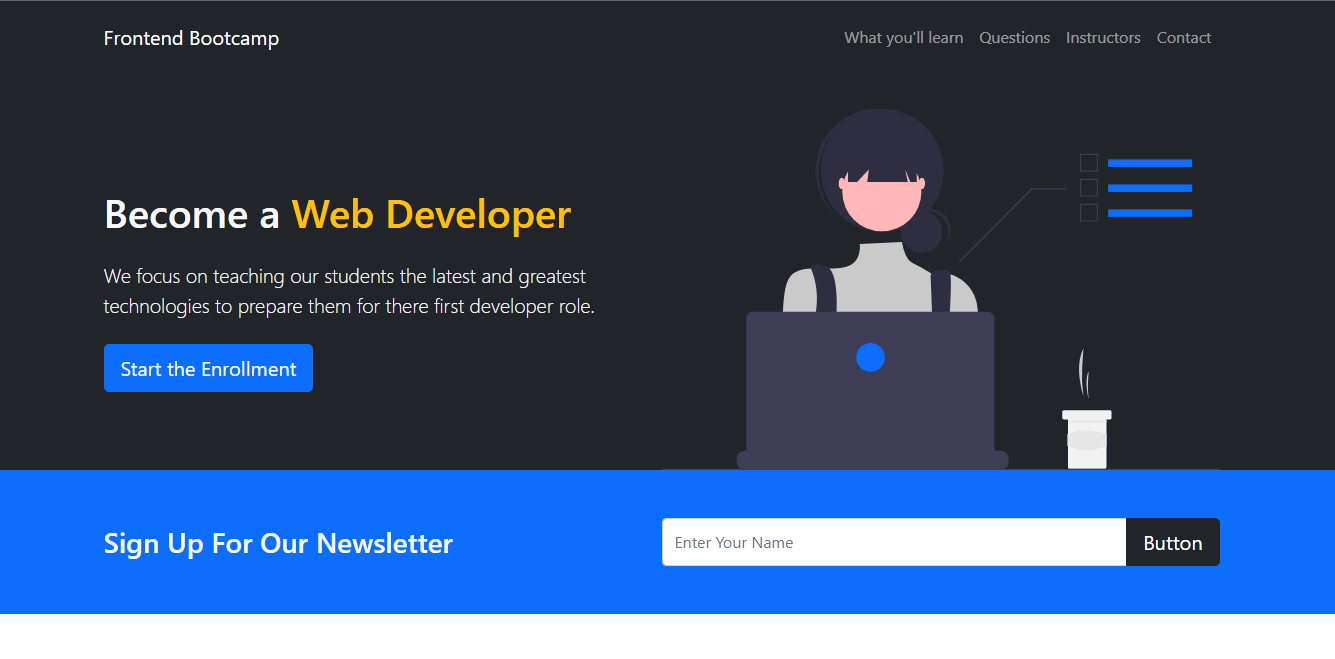 Frontend Bootcamp
What you'll learn Questions Instructors Contact
Become a Web Developer
We focus on teaching our students the latest and greatest
technologies to prepare them for there first developer role.
Start the Enrollment
Sign Up For Our Newsletter
Enter Your Name
Button